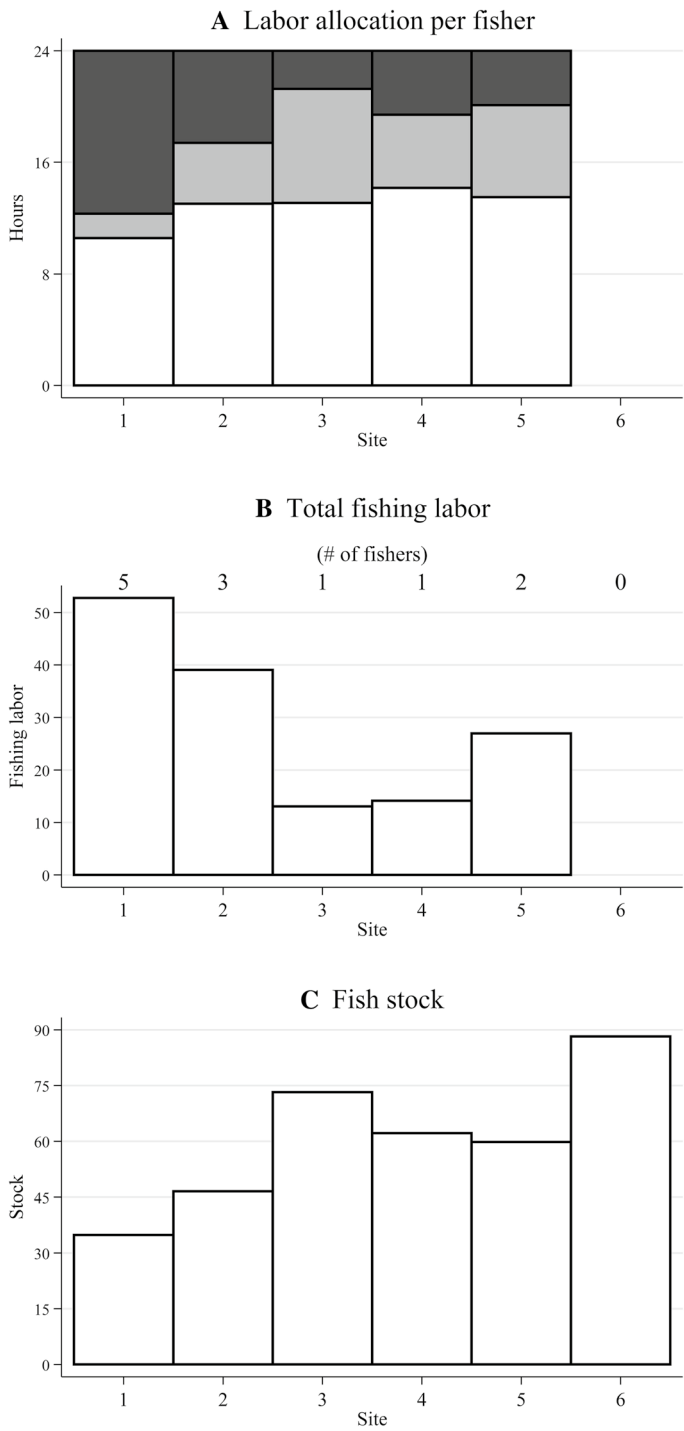 A Labor allocation per fisher
24
16
8
0
Hours
1 2 3 4 5 6
Site
B Total fishing labor
(# of fishers)
5 3 1 1 2 0
50
40
30
20
10
0
Fishing labor
1 2 3 4 5 6
Site
C Fish stock
90
75
60
45
30
15
0
Stock
1 2 3 4 5 6
Site